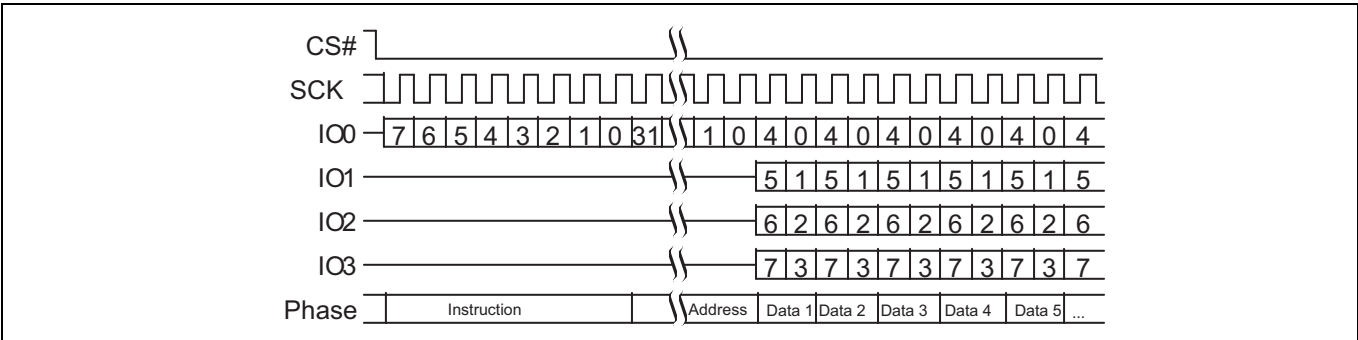 CS#
SCK
IO0 7 6 5 4 3 2 1 0 31 1 0 4 0 4 0 4 0 4 0 4 0 4
IO1 5 1 5 1 5 1 5 1 5 1 5
IO2 6 2 6 2 6 2 6 2 6 2 6
IO3 7 3 7 3 7 3 7 3 7 3 7
Phase Instruction Address Data 1 Data 2 Data 3 Data 4 Data 5 ...